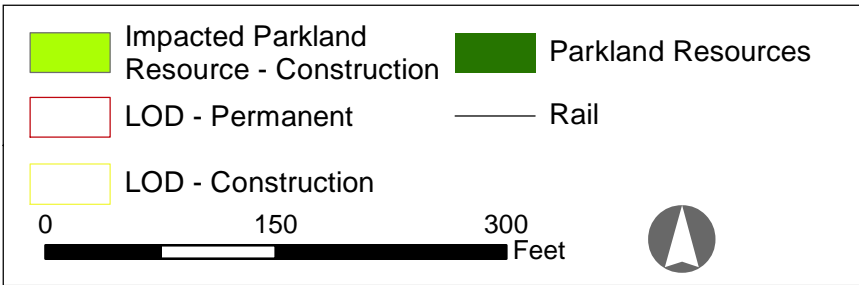 Impacted Parkland
Resource - Construction
Parkland Resources
LOD - Permanent
Rail
LOD - Construction
0 150 300
Feet